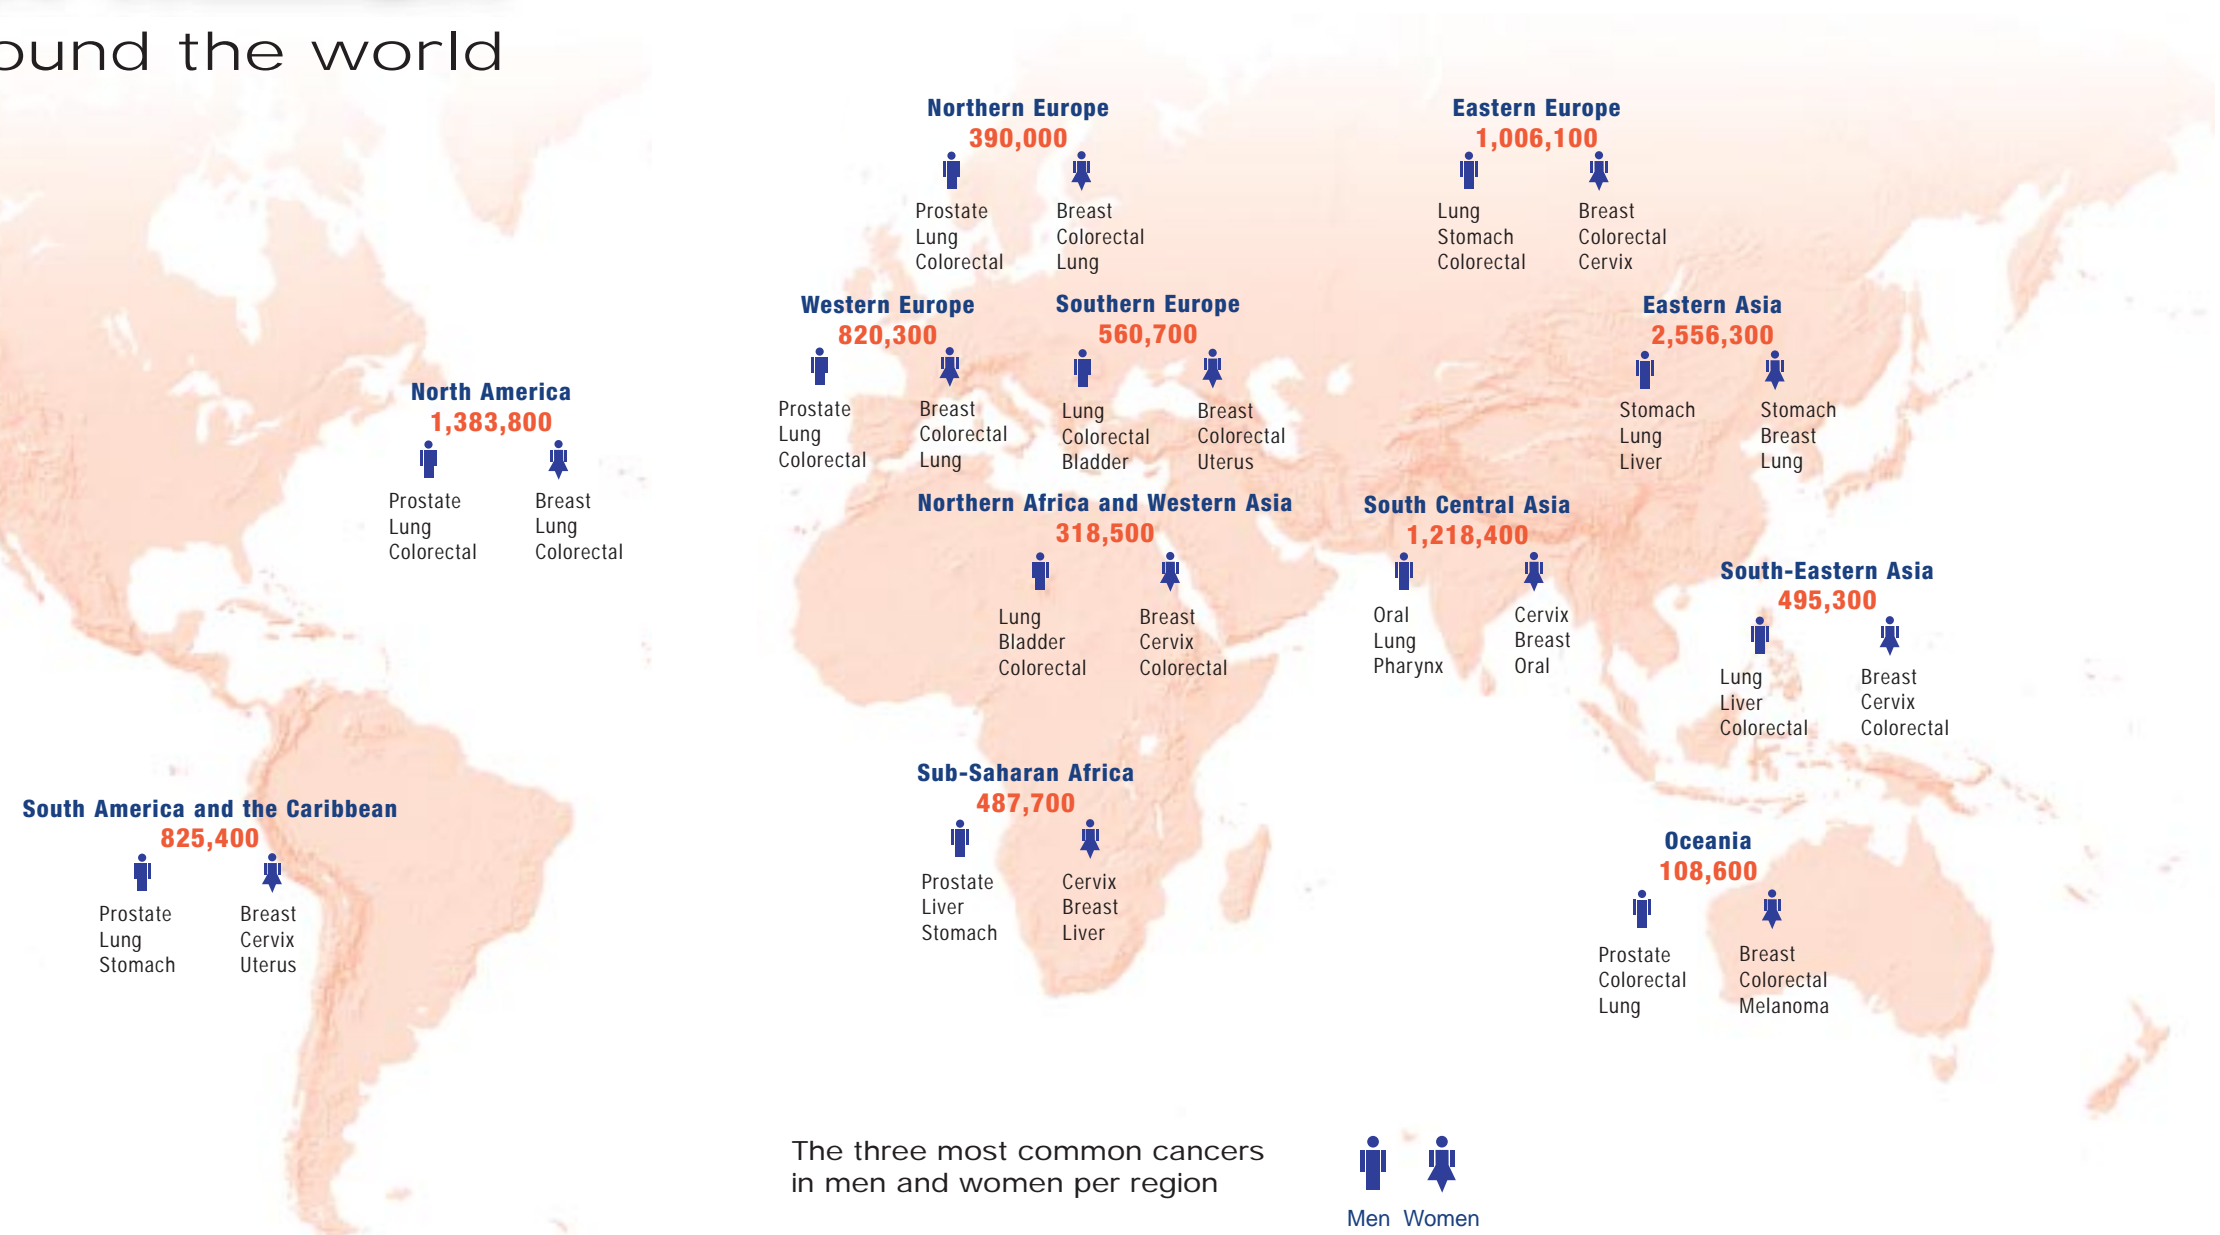 ound the world
Northern Europe
390,000
Prostate
Lung
Colorectal
Breast
Colorectal
Lung
Eastern Europe
1,006,100
Lung
Stomach
Colorectal
Breast
Colorectal
Cervix
Western Europe
820,300
Prostate
Lung
Colorectal
Breast
Colorectal
Lung
Southern Europe
560,700
Lung
Colorectal
Bladder
Breast
Colorectal
Uterus
Eastern Asia
2,556,300
Stomach
Lung
Liver
Stomach
Breast
Lung
North America
1,383,800
Prostate
Lung
Colorectal
Breast
Lung
Colorectal
Northern Africa and Western Asia
318,500
Lung
Bladder
Colorectal
Breast
Cervix
Colorectal
South Central Asia
1,218,400
Oral
Lung
Pharynx
Cervix
Breast
Oral
South-Eastern Asia
495,300
Lung
Liver
Colorectal
Breast
Cervix
Colorectal
Sub-Saharan Africa
487,700
Prostate
Liver
Stomach
Cervix
Breast
Liver
South America and the Caribbean
825,400
Prostate
Lung
Stomach
Breast
Cervix
Uterus
Oceania
108,600
Prostate
Colorectal
Lung
Breast
Colorectal
Melanoma
The three most common cancers
in men and women per region
Men Women